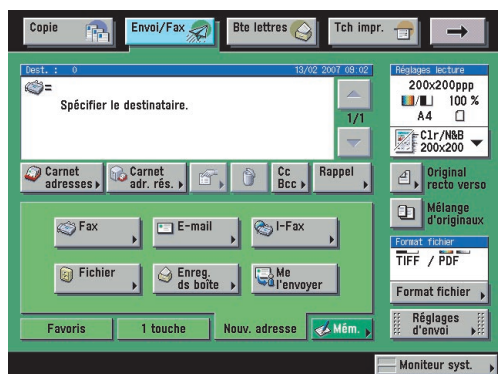 Copie
Envoi/Fax
Bte lettres
Tch impr.
Dest. : 0
13/02 2007 09:02
Réglages lecture
=
Spécifier le destinataire.
1/1
200x200ppp
100 %
A4
Clr/N&B
200x200
Carnet
adresses
Carnet
adr. rés.
Cc
Bcc
Rappel
Original
recto verso
Mélange
d'originaux
Fax
E-mail
I-Fax
Fichier
Enreg.
ds boîte
Me
l'envoyer
Format fichier
TIFF / PDF
Format fichier
Réglages
d'envoi
Favoris
1 touche
Nouv. adresse
Mém.
Moniteur syst.